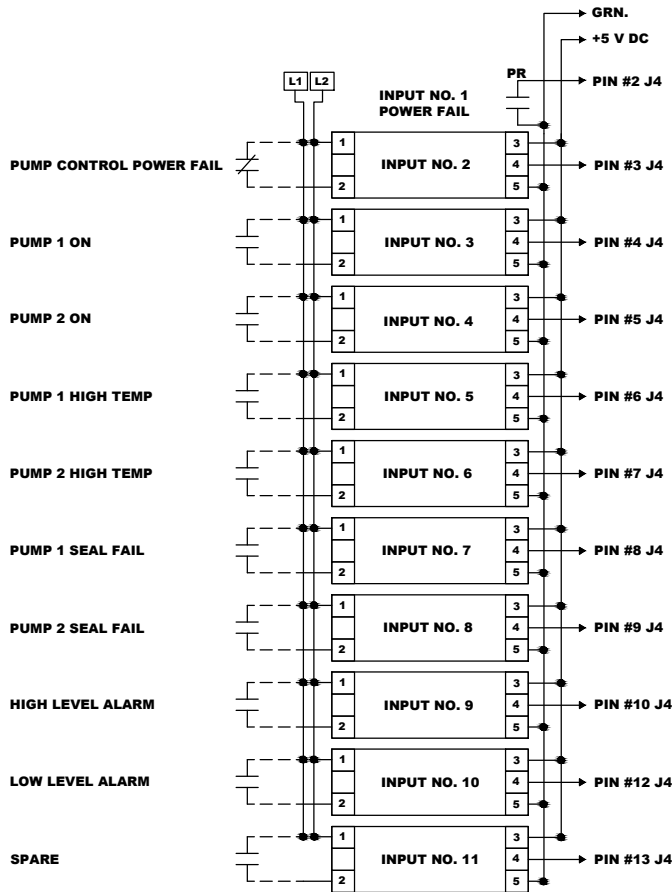 GRN.
+5 V DC
L1 L2
PR
PIN #2 J4
INPUT NO. 1
POWER FAIL
1 3
PUMP CONTROL POWER FAIL INPUT NO. 2 4 PIN #3 J4
2 5
1 3
PUMP 1 ON INPUT NO. 3 4 PIN #4 J4
2 5
1 3
PUMP 2 ON INPUT NO. 4 4 PIN #5 J4
2 5
1 3
PUMP 1 HIGH TEMP INPUT NO. 5 4 PIN #6 J4
2 5
1 3
PUMP 2 HIGH TEMP INPUT NO. 6 4 PIN #7 J4
2 5
1 3
PUMP 1 SEAL FAIL INPUT NO. 7 4 PIN #8 J4
2 5
1 3
PUMP 2 SEAL FAIL INPUT NO. 8 4 PIN #9 J4
2 5
1 3
HIGH LEVEL ALARM INPUT NO. 9 4 PIN #10 J4
2 5
1 3
LOW LEVEL ALARM INPUT NO. 10 4 PIN #12 J4
2 5
1 3
SPARE INPUT NO. 11 4 PIN #13 J4
2 5